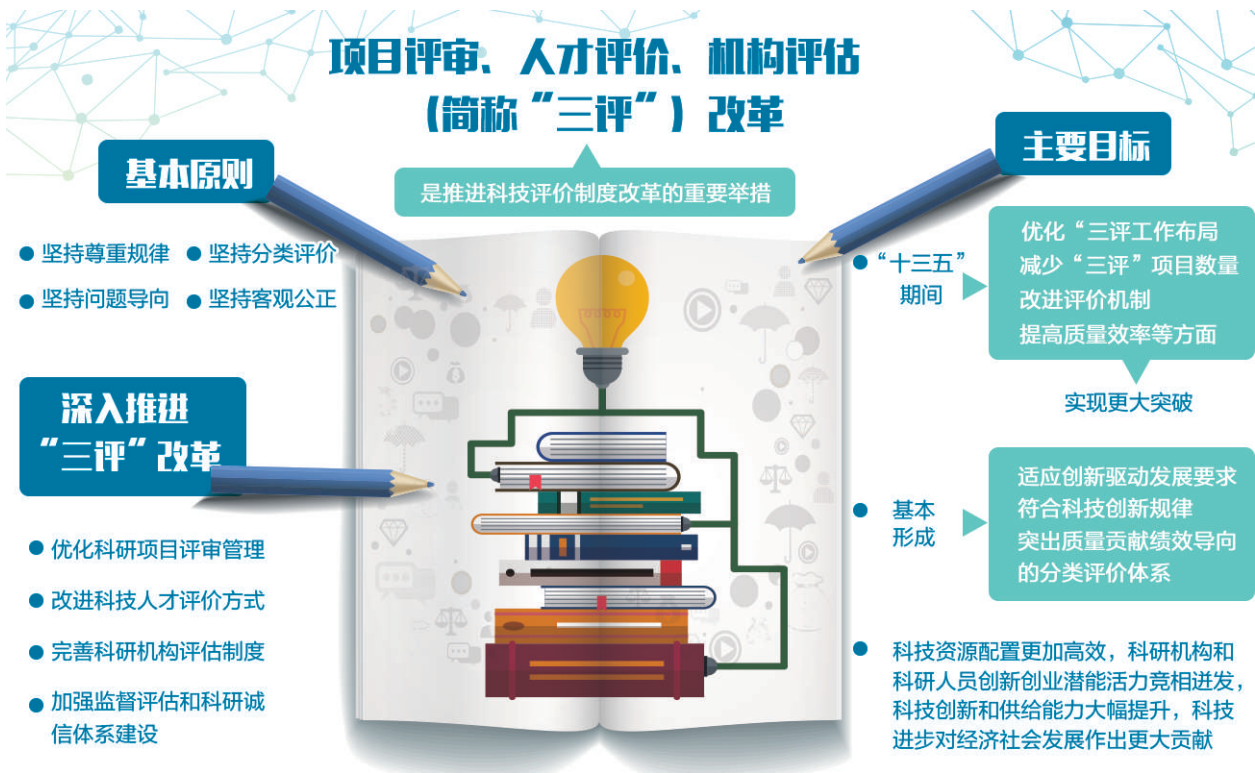 项目评审、人才评价、机构评估
(简称“三评”) 改革
是推进科技评价制度改革的重要举措
基本原则
● 坚持尊重规律 ● 坚持分类评价
● 坚持问题导向 ● 坚持客观公正
深入推进
“三评”改革
● 优化科研项目评审管理
● 改进科技人才评价方式
● 完善科研机构评估制度
● 加强监督评估和科研诚
信体系建设
主要目标
● “十三五”
期间
优化“三评工作布局
减少“三评”项目数量
改进评价机制
提高质量效率等方面
实现更大突破
● 基本
形成
适应创新驱动发展要求
符合科技创新规律
突出质量贡献绩效导向
的分类评价体系
● 科技资源配置更加高效，科研机构和
科研人员创新创业潜能活力竞相迸发，
科技创新和供给能力大幅提升，科技
进步对经济社会发展作出更大贡献